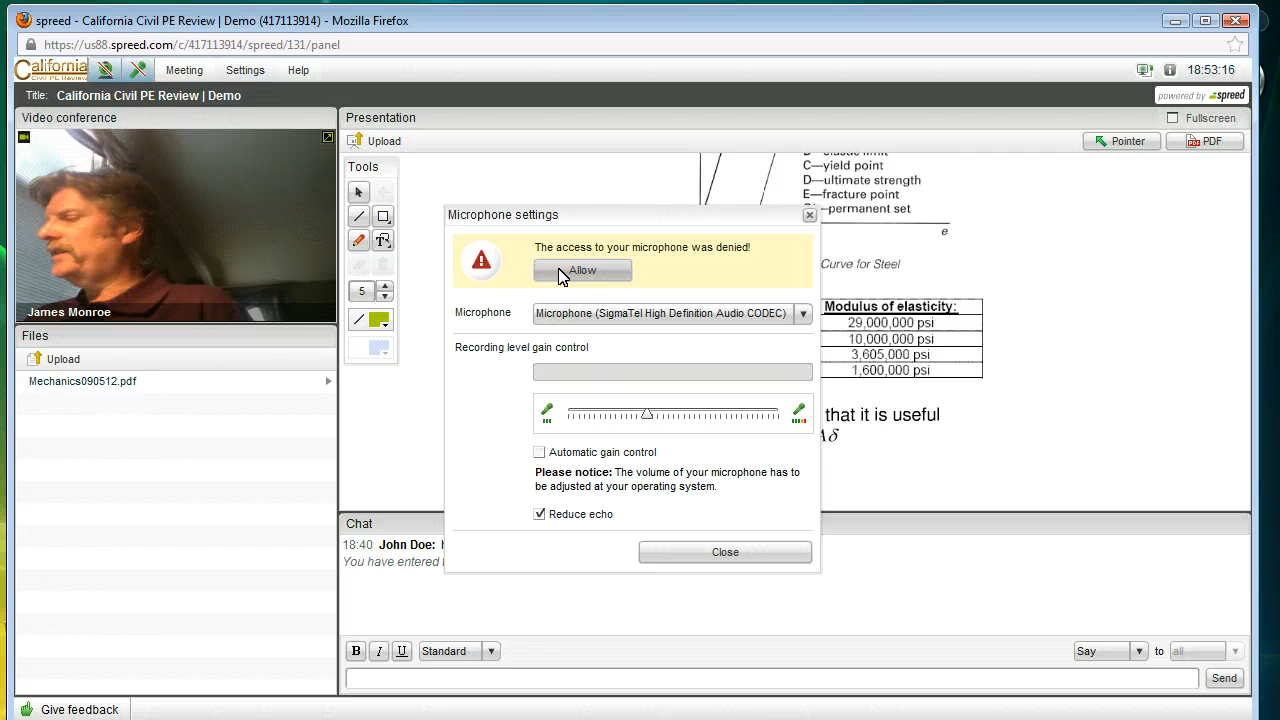 spreed - California Civil PE Review | Demo (417113914) - Mozilla Firefox
https://us88.spreed.com/c/417113914/spreed/131/panel
California
Civil PE Review
Meeting Settings Help
18:53:16
Title: California Civil PE Review | Demo
powered by spreed
Video conference
James Monroe
Files
Upload
Mechanics090512.pdf
Presentation
Fullscreen
Upload
Pointer
PDF
Tools
5
C—yield point
D—ultimate strength
E—fracture point
—permanent set
e
Curve for Steel
Modulus of elasticity:
29,000,000 psi
10,000,000 psi
3,605,000 psi
1,600,000 psi
that it is useful
δ
Microphone settings
The access to your microphone was denied!
Allow
Microphone Microphone (SigmaTel High Definition Audio CODEC)
Recording level gain control
Automatic gain control
Please notice: The volume of your microphone has to
be adjusted at your operating system.
Reduce echo
Close
Chat
18:40 John Doe:
You have entered
B I U Standard
Say to all
Send
Give feedback